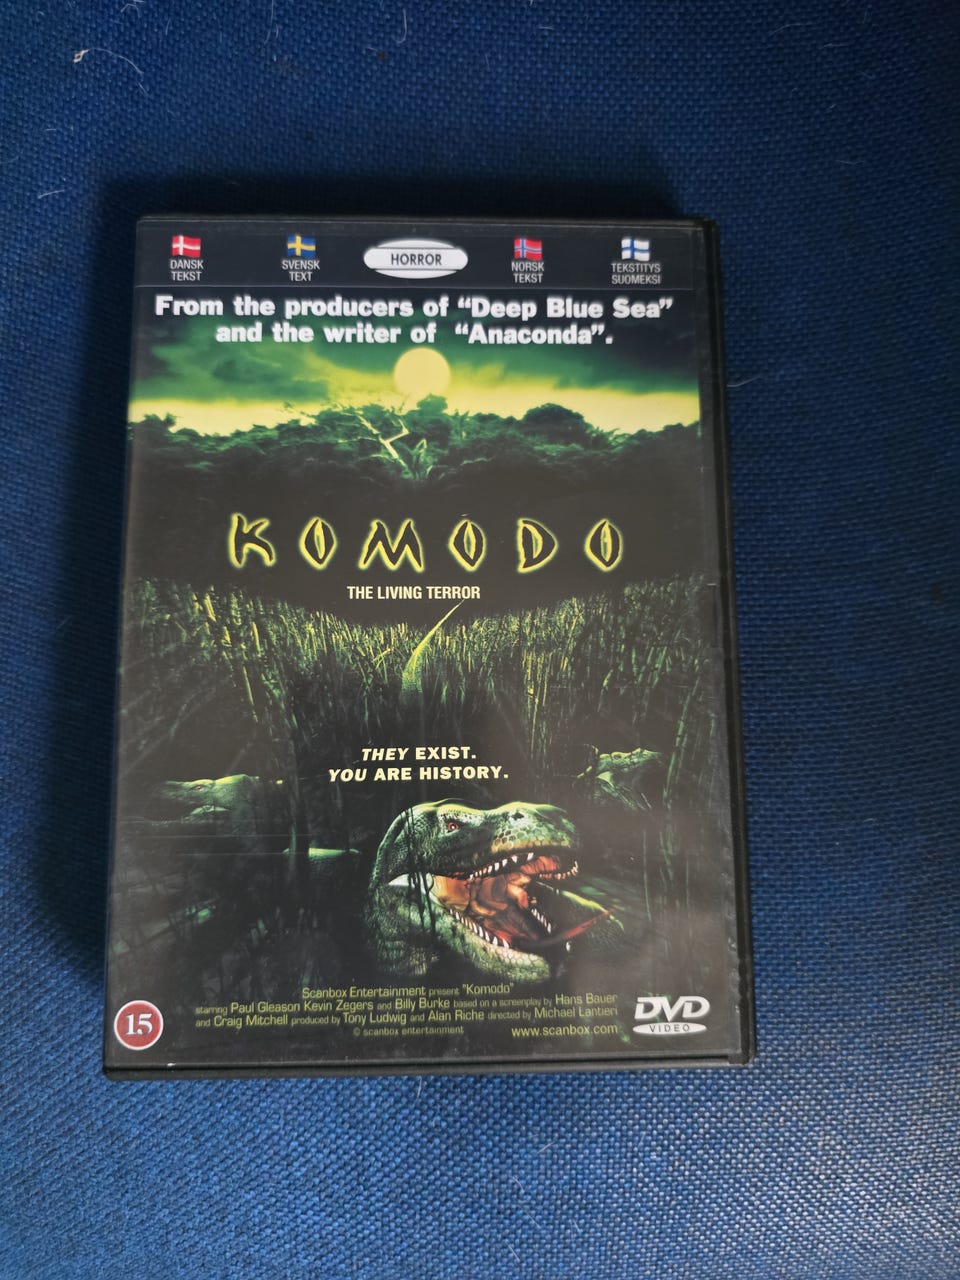 DANSK
TEKST
SVENSK
TEXT
HORROR
NORSK
TEKST
TEKSTITYS
SUOMEKSI
From the producers of “Deep Blue Sea”
and the writer of “Anaconda”.
KOMODO
THE LIVING TERROR
THEY EXIST.
YOU ARE HISTORY.
Scanbox Entertainment present "Komodo"
starring Paul Gleason Kevin Zegers and Billy Burke based on a screenplay by Hans Bauer
and Craig Mitchell produced by Tony Ludwig and Alan Riche directed by Michael Lantieri
© scanbox entertainment
www.scanbox.com
15
DVD
VIDEO